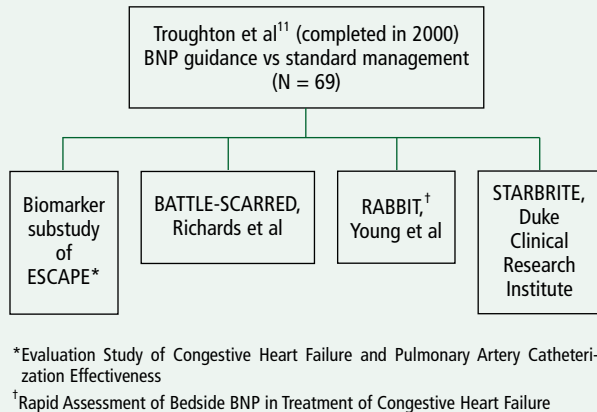 Troughton et al11 (completed in 2000)
BNP guidance vs standard management
(N = 69)
Biomarker
substudy
of
ESCAPE*
BATTLE-SCARRED,
Richards et al
RABBIT,†
Young et al
STARBRITE,
Duke
Clinical
Research
Institute
*Evaluation Study of Congestive Heart Failure and Pulmonary Artery Catheteri-
zation Effectiveness
†Rapid Assessment of Bedside BNP in Treatment of Congestive Heart Failure